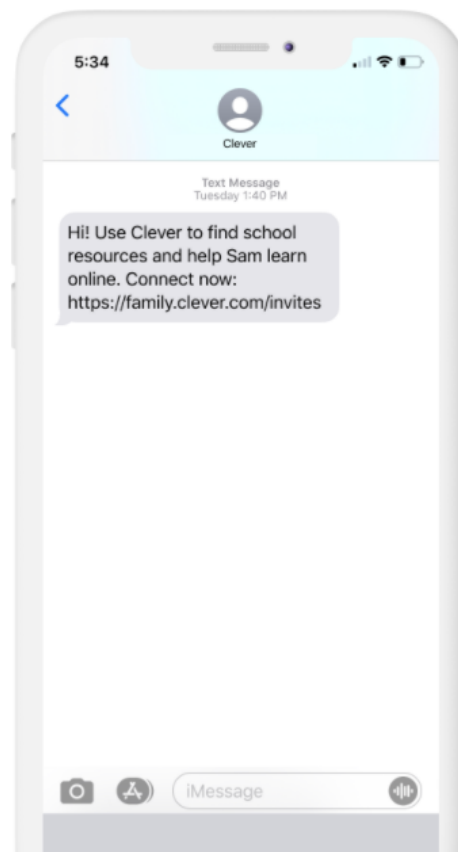 5:34
Clever
Text Message
Tuesday 1:40 PM
Hi! Use Clever to find school
resources and help Sam learn
online. Connect now:
https://family.clever.com/invites
iMessage